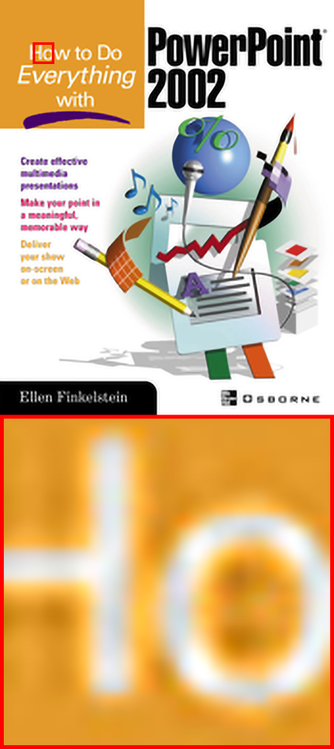 How to Do
Everything
with
PowerPoint®
2002
Create effective
multimedia
presentations
Make your point in
a meaningful,
memorable way
Deliver
your show
on-screen
or on the Web
%
A
Ellen Finkelstein
OSBORNE
Ho